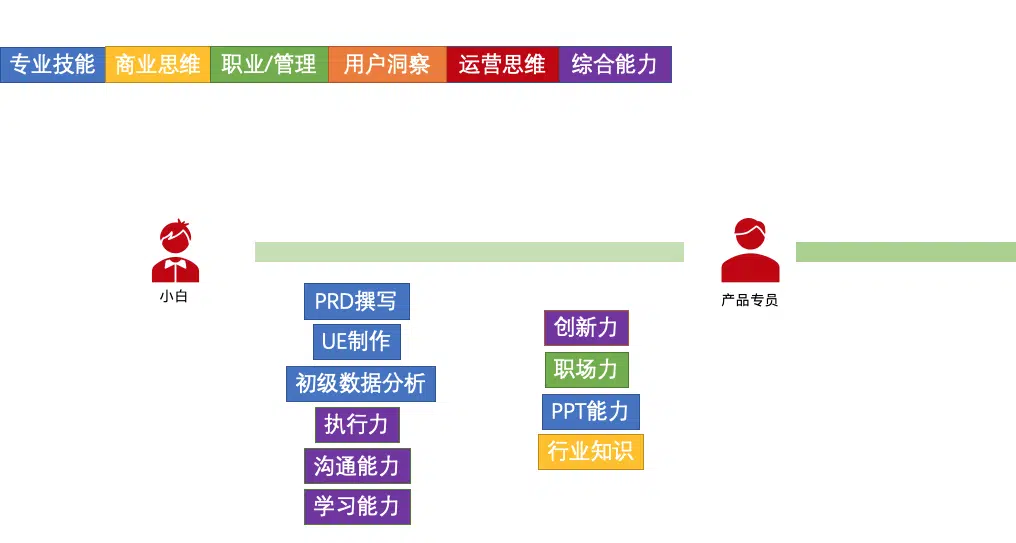 专业技能 商业思维 职业/管理 用户洞察 运营思维 综合能力
小白
产品专员
PRD撰写
UE制作
初级数据分析
执行力
沟通能力
学习能力
创新力
职场力
PPT能力
行业知识